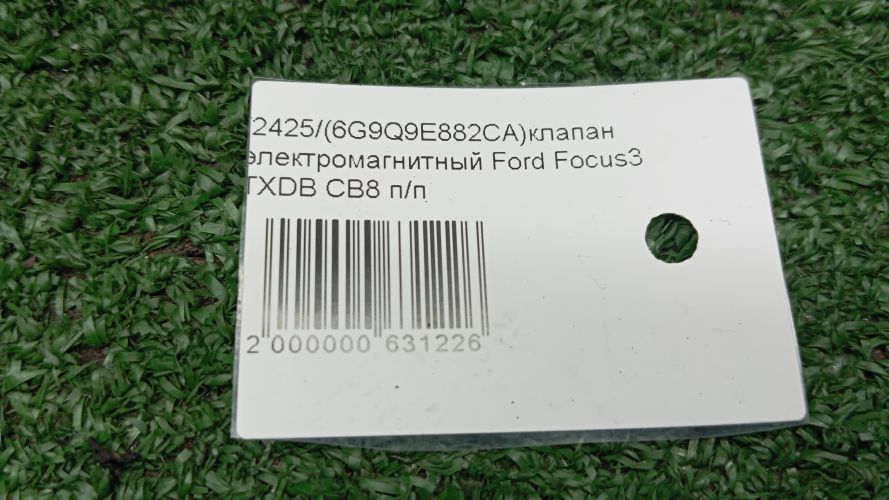 2425/(6G9Q9E882CA)клапан
электромагнитный Ford Focus3
TXDB CB8 п/п
2 000000 631226